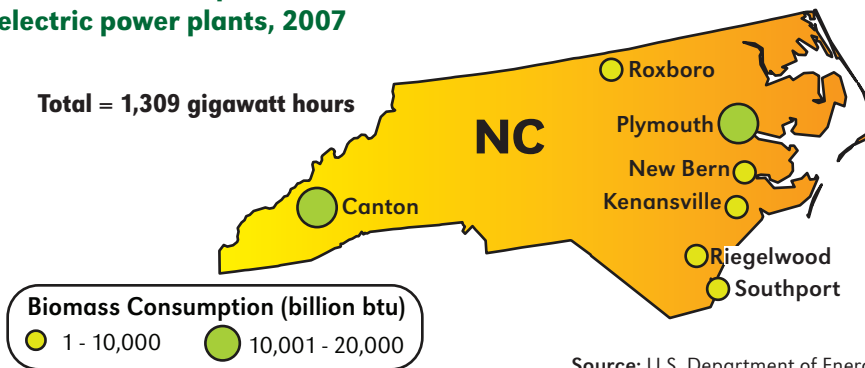 electric power plants, 2007
Total = 1,309 gigawatt hours
NC
Roxboro
Plymouth
New Bern
Kenansville
Canton
Riegelwood
Southport
Biomass Consumption (billion btu)
1 - 10,000
10,001 - 20,000
Source: U.S. Department of Energ